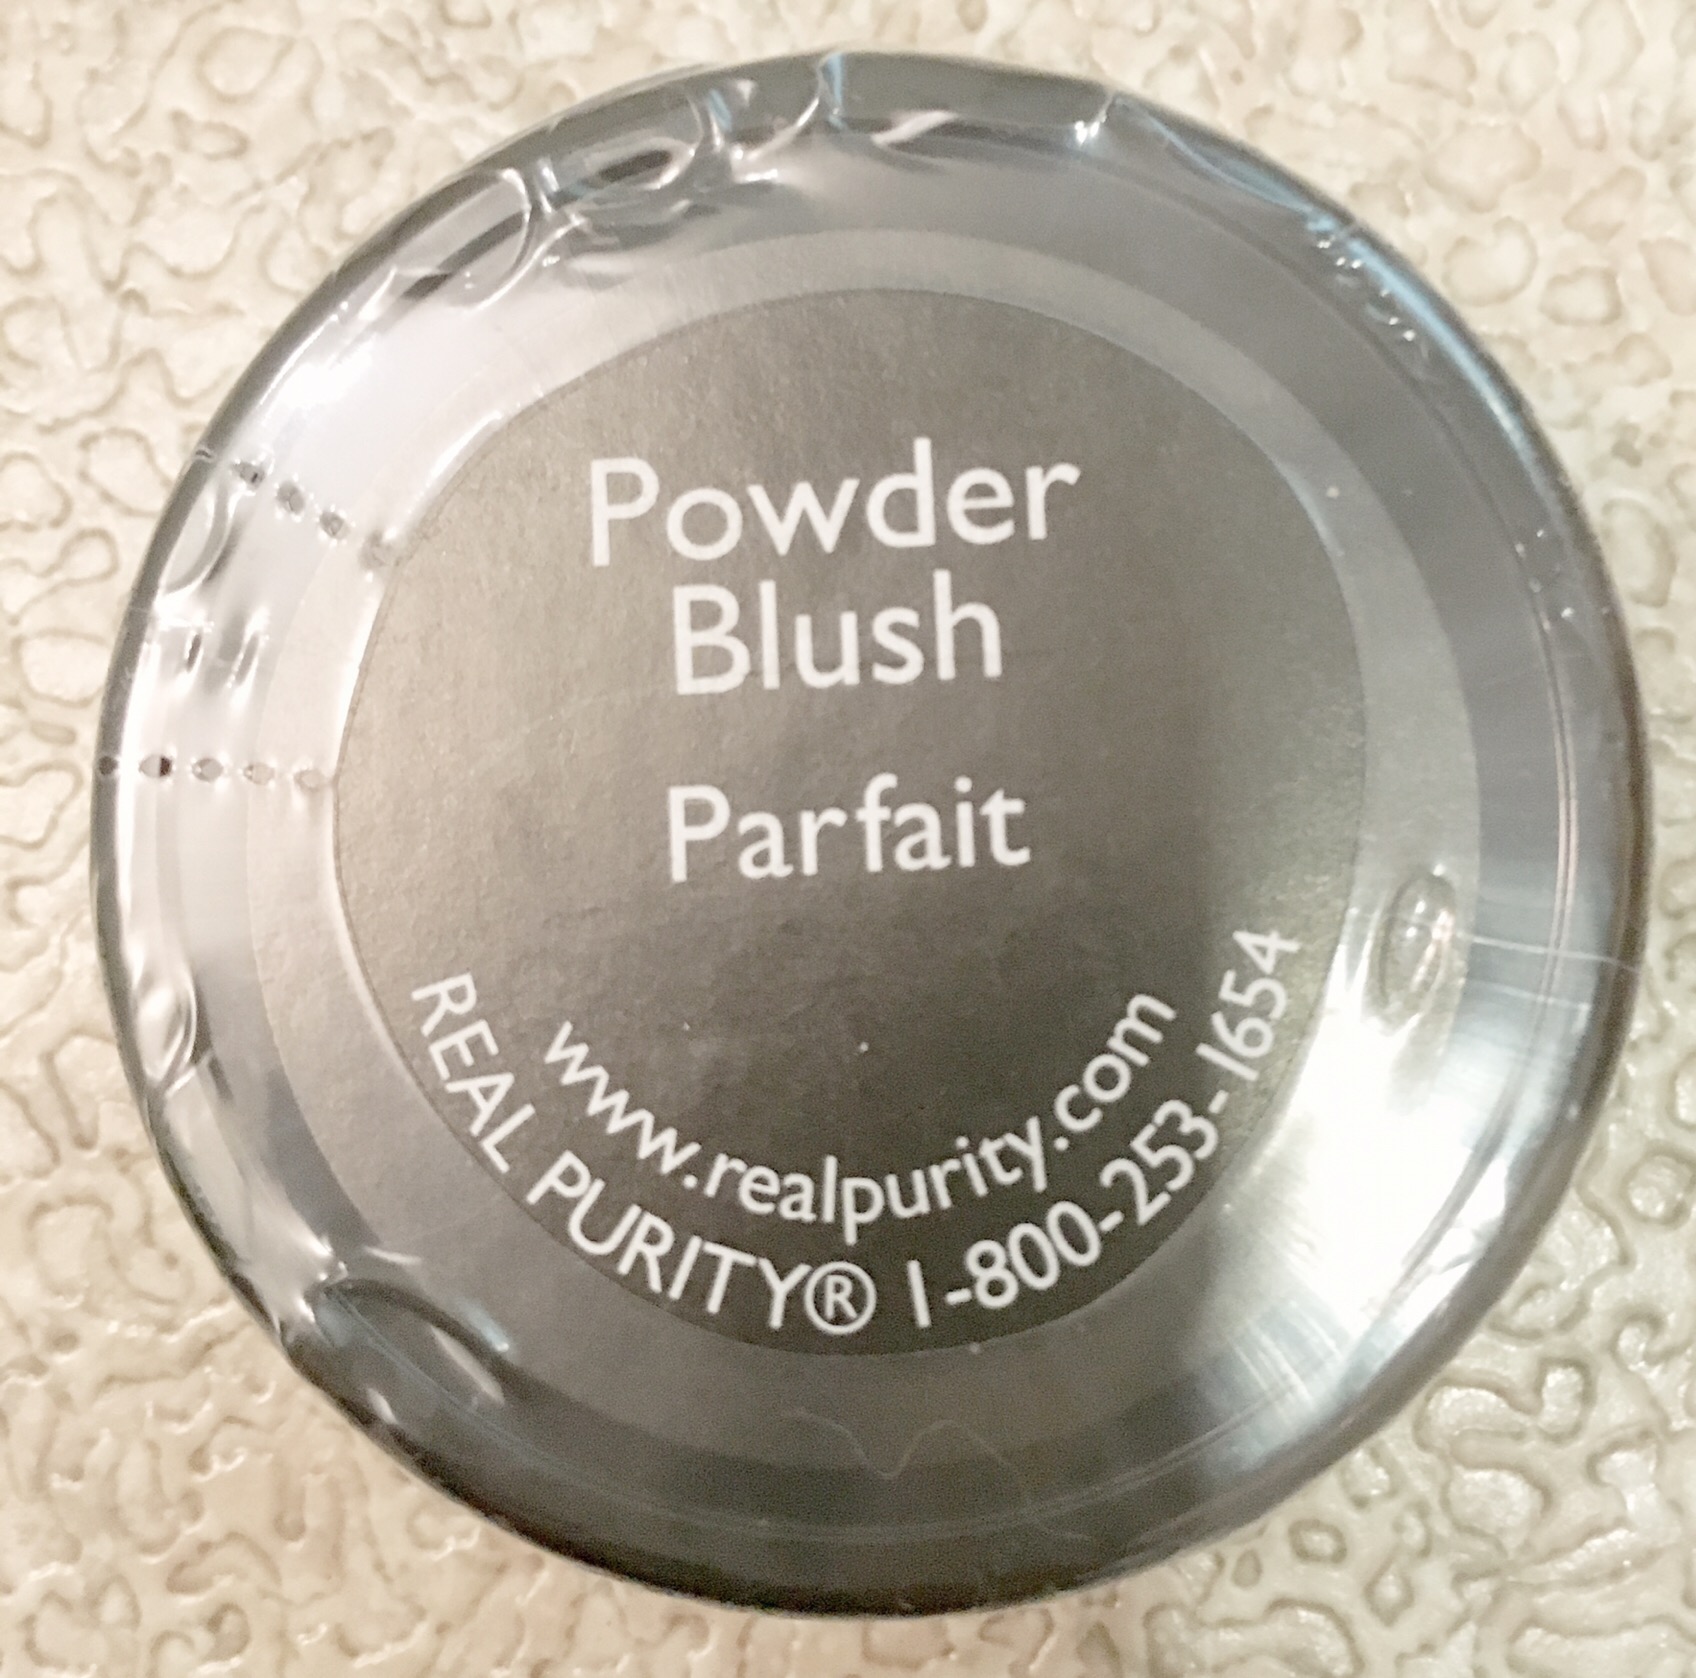 Powder
Blush
Parfait
www.realpurity.com
REAL PURITY® 1-800-253-1654